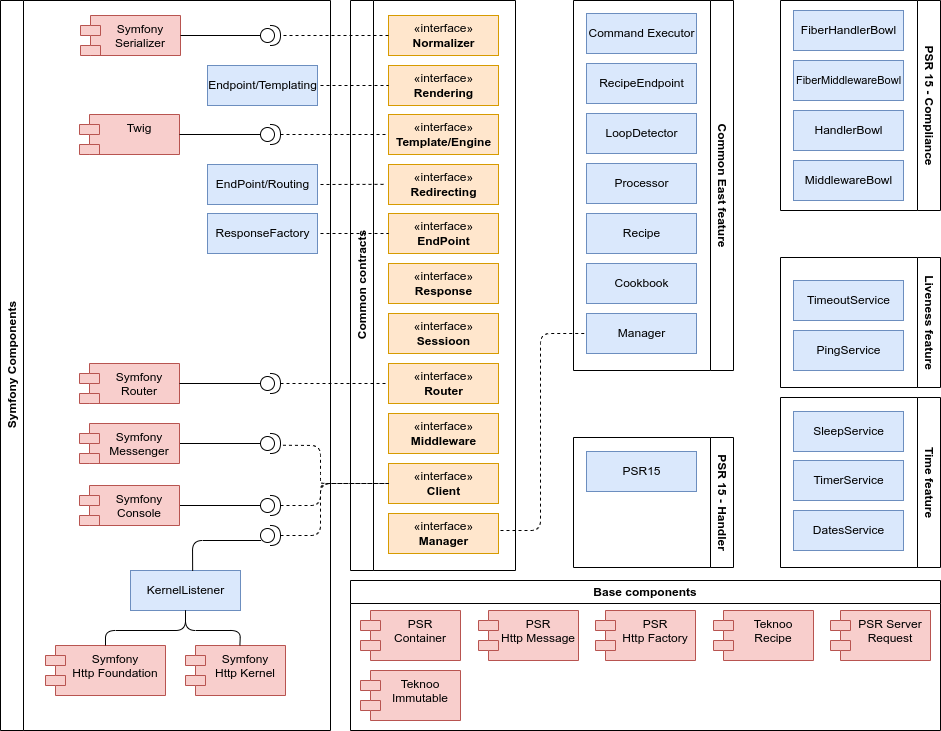 Symfony Components
Symfony
Serializer
Endpoint/Templating
Twig
EndPoint/Routing
ResponseFactory
Symfony
Router
Symfony
Messenger
Symfony
Console
KernelListener
Symfony
Http Foundation
Symfony
Http Kernel
Common contracts
«interface»
Normalizer
«interface»
Rendering
«interface»
Template/Engine
«interface»
Redirecting
«interface»
EndPoint
«interface»
Response
«interface»
Sessioon
«interface»
Router
«interface»
Middleware
«interface»
Client
«interface»
Manager
Command Executor
RecipeEndpoint
LoopDetector
Processor
Recipe
Cookbook
Manager
Common East feature
PSR15
PSR 15 - Handler
FiberHandlerBowl
FiberMiddlewareBowl
HandlerBowl
MiddlewareBowl
PSR 15 - Compliance
TimeoutService
PingService
Liveness feature
SleepService
TimerService
DatesService
Time feature
Base components
PSR
Container
PSR
Http Message
PSR
Http Factory
Teknoo
Recipe
PSR Server
Request
Teknoo
Immutable